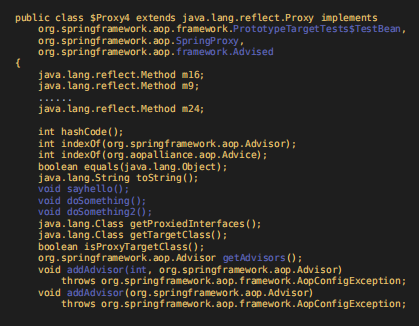 public class $Proxy4 extends java.lang.reflect.Proxy implements
org.springframework.aop.framework.PrototypeTargetTests$TestBean,
org.springframework.aop.SpringProxy,
org.springframework.aop.framework.Advised
{
java.lang.reflect.Method m16;
java.lang.reflect.Method m9;
......
java.lang.reflect.Method m24;
int hashCode();
int indexOf(org.springframework.aop.Advisor);
int indexOf(org.aopalliance.aop.Advice);
boolean equals(java.lang.Object);
java.lang.String toString();
void sayhello();
void doSomething();
void doSomething2();
java.lang.Class getProxiedInterfaces();
java.lang.Class getTargetClass();
boolean isProxyTargetClass();
org.springframework.aop.Advisor getAdvisors();
void addAdvisor(int, org.springframework.aop.Advisor)
throws org.springframework.aop.framework.AopConfigException;
void addAdvisor(org.springframework.aop.Advisor)
throws org.springframework.aop.framework.AopConfigException;